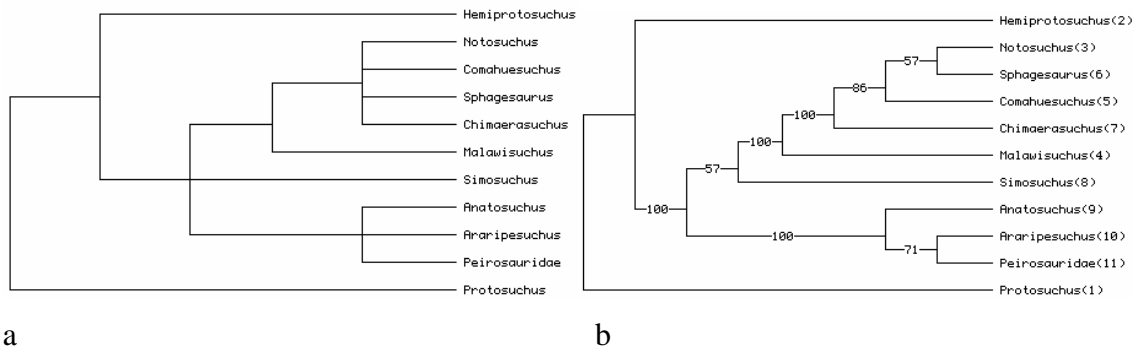 Hemiprotosuchus
Notosuchus
Comahuesuchus
Sphagesaurus
Chimaerasuchus
Malawisuchus
Simosuchus
Anatosuchus
Araripesuchus
Peirosauridae
Protosuchus
a
Hemiprotosuchus(2)
Notosuchus(3)
57
Sphagesaurus(6)
86
Comahuesuchus(5)
100
Chimaerasuchus(7)
100
Malawisuchus(4)
57
Simosuchus(8)
100
Anatosuchus(9)
100
Araripesuchus(10)
71
Peirosauridae(11)
Protosuchus(1)
b